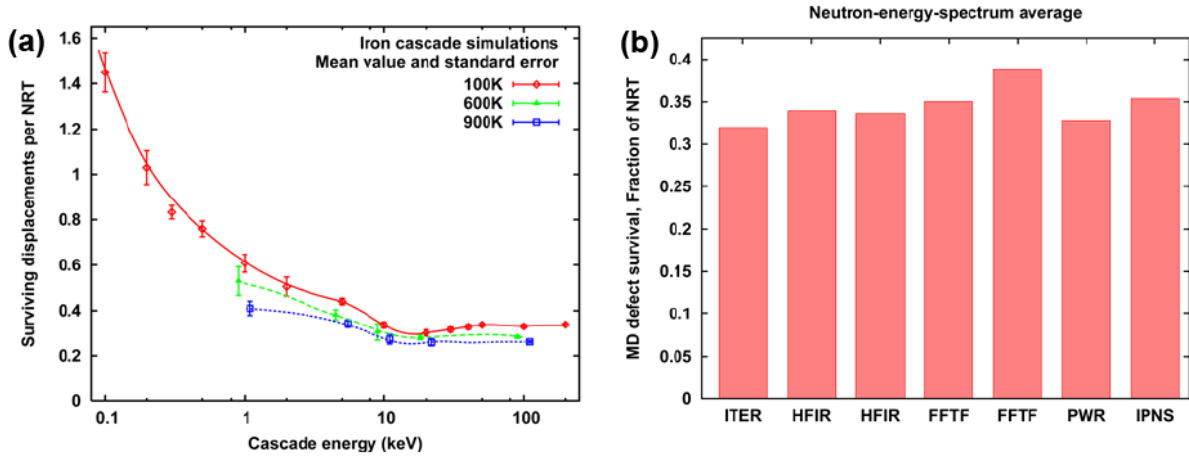 (a)
Surviving displacements per NRT
1.6
1.4
1.2
1
0.8
0.6
0.4
0.2
0
Iron cascade simulations
Mean value and standard error
100K
600K
900K
0.1
1
10
100
Cascade energy (keV)
(b)
Neutron-energy-spectrum average
MD defect survival, Fraction of NRT
0.4
0.35
0.3
0.25
0.2
0.15
0.1
0.05
0
ITER
HFIR
HFIR
FFTF
FFTF
PWR
IPNS